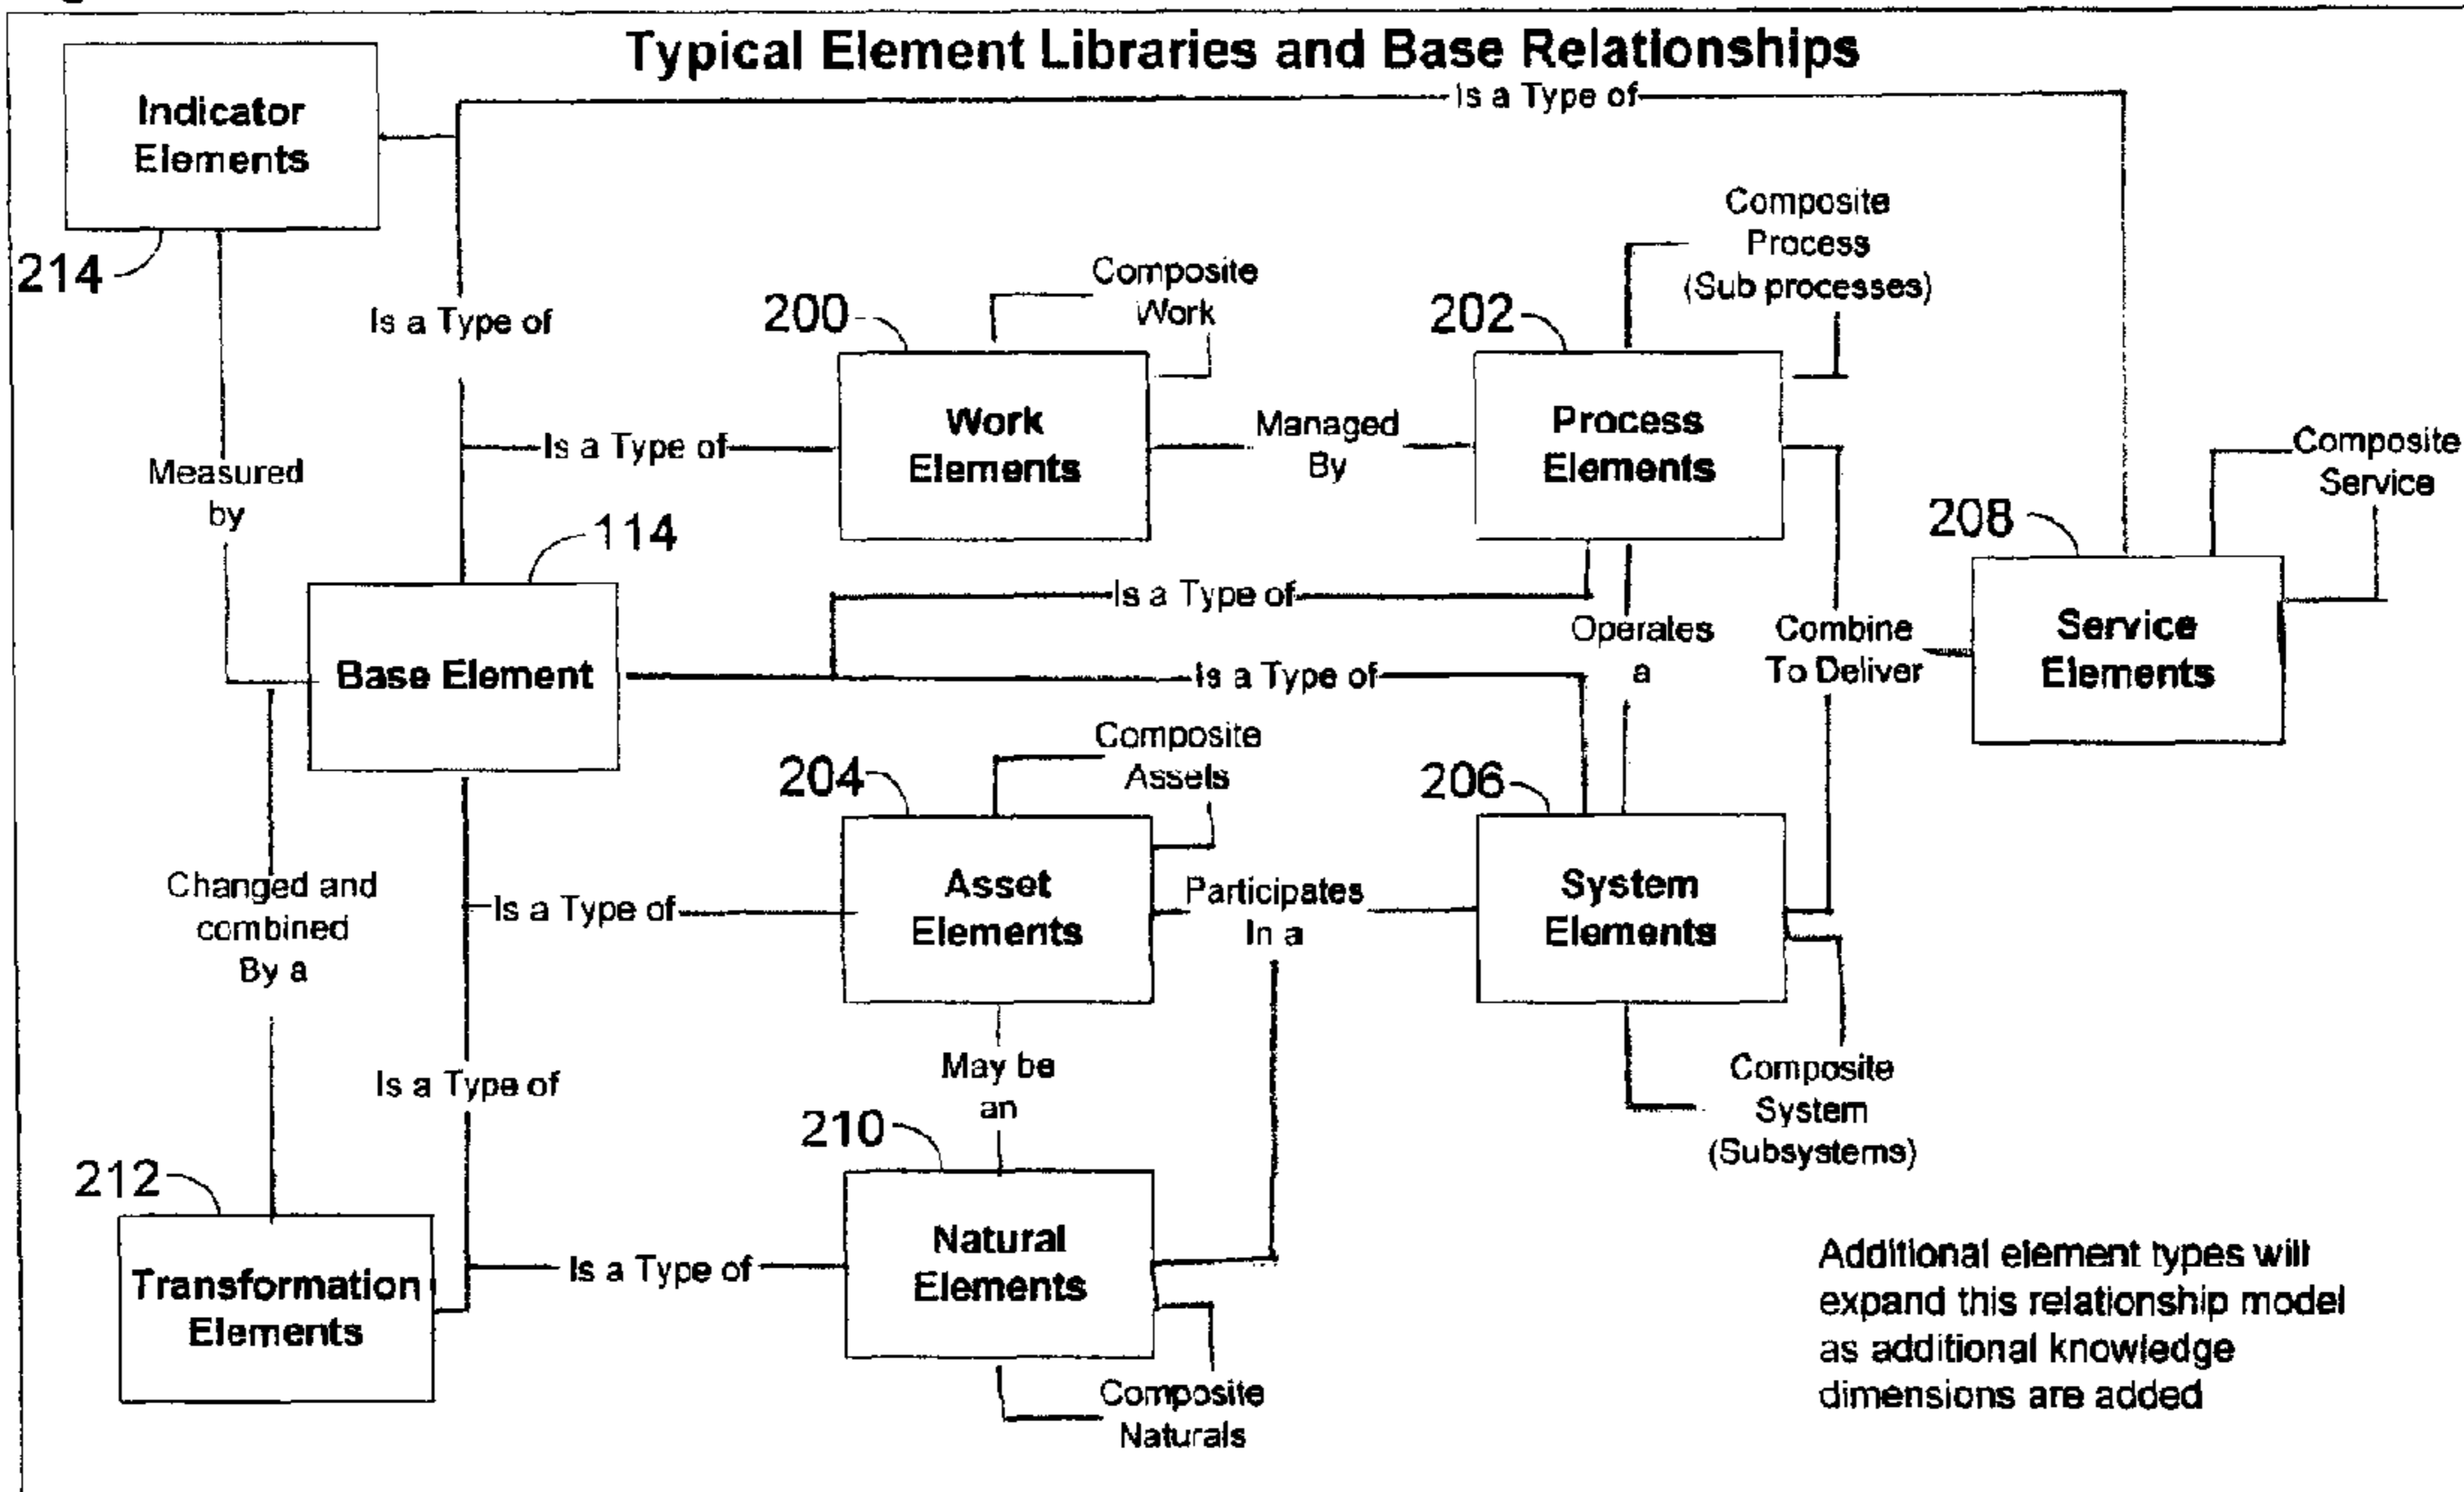 Typical Element Libraries and Base Relationships
Is a Type of
Indicator
Elements
214
Composite
Process
(Sub processes)
Composite
Work
Is a Type of
200
202
Work
Elements
Managed
By
Process
Elements
Is a Type of
Measured
by
Composite
Service
208
114
Is a Type of
Operates
a
Combine
To Deliver
Service
Elements
Base Element
Is a Type of
Composite
Assets
204
206
Changed and
combined
By a
Is a Type of
Asset
Elements
Participates
In a
System
Elements
May be
an
Is a Type of
Composite
System
(Subsystems)
210
212
Transformation
Elements
Is a Type of
Natural
Elements
Composite
Naturals
Additional element types will
expand this relationship model
as additional knowledge
dimensions are added